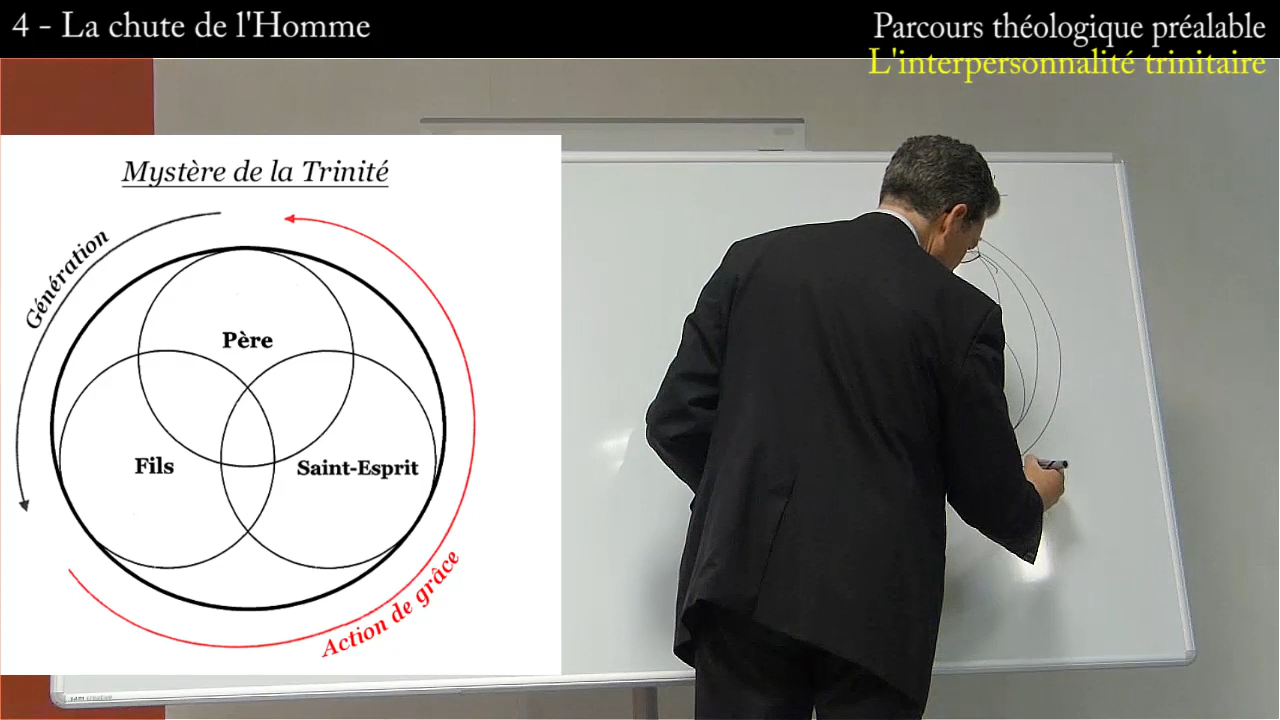 4 - La chute de l'Homme
Parcours théologique préalable
L'interpersonnalité trinitaire
Mystère de la Trinité
Génération
Père
Fils
Saint-Esprit
Action de grâce